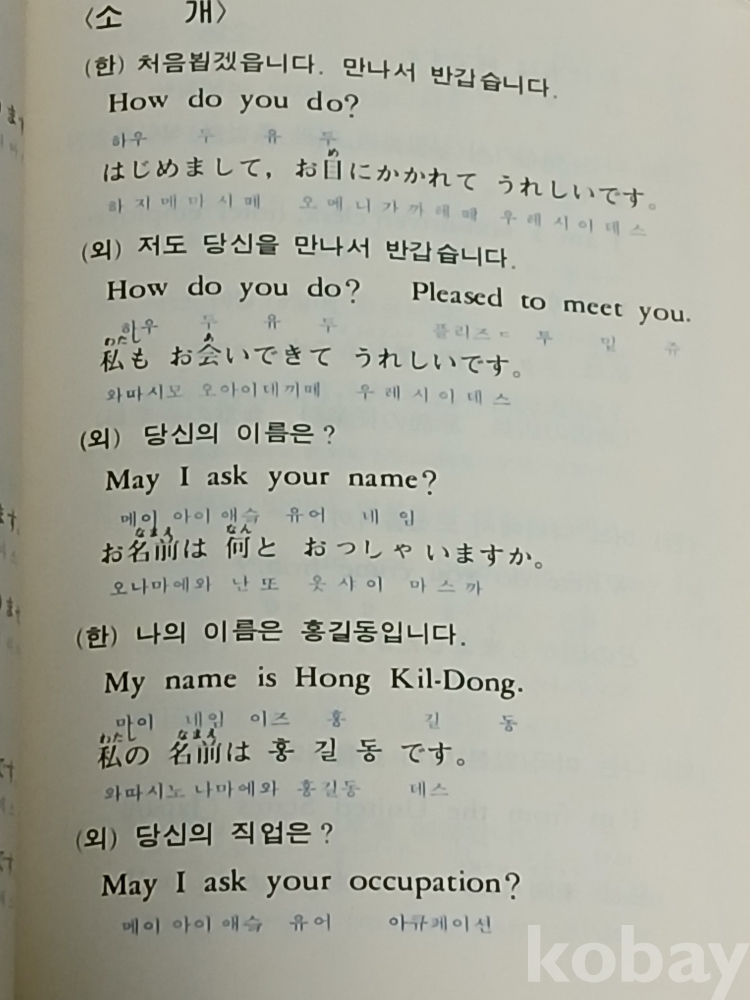 〈소 개〉
(한) 처음뵙겠읍니다. 만나서 반갑습니다.
How do you do?
하우 두 유 두
はじめまして, お目にかかれて うれしいです。
하지메마시떼 오메니가까레떼 우레시이데스
(외) 저도 당신을 만나서 반갑습니다.
How do you do? Pleased to meet you.
하우 두 유 두 플리즈ㄷ 투 밑 쥬
私も お会いできて うれしいです。
와따시모 오아이데끼떼 우레시이데스
(외) 당신의 이름은?
May I ask your name?
메이 아이 애슼 유어 네임
お名前は 何と おっしゃいますか。
오나마에와 난또 옷샤이 마스까
(한) 나의 이름은 홍길동입니다.
My name is Hong Kil-Dong.
마이 네임 이즈 홍 길 동
私の 名前は 홍길동 です。
와따시노 나마에와 홍길동 데스
(외) 당신의 직업은?
May I ask your occupation?
메이 아이 애슼 유어 아큐페이션
kobay